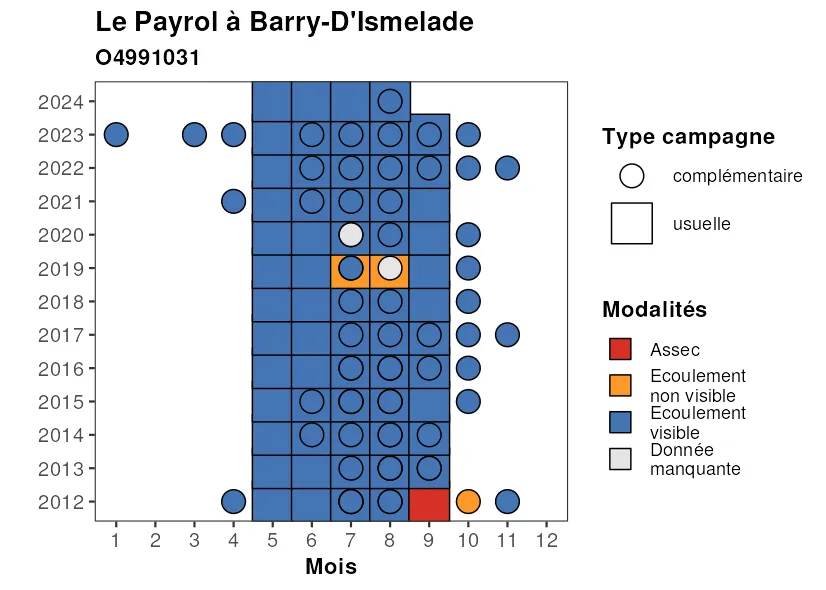 Le Payrol à Barry-D'Ismelade
O4991031
2024
2023
2022
2021
2020
2019
2018
2017
2016
2015
2014
2013
2012
1 2 3 4 5 6 7 8 9 10 11 12
Mois
Type campagne
complémentaire
usuelle
Modalités
Assec
Ecoulement
non visible
Ecoulement
visible
Donnée
manquante